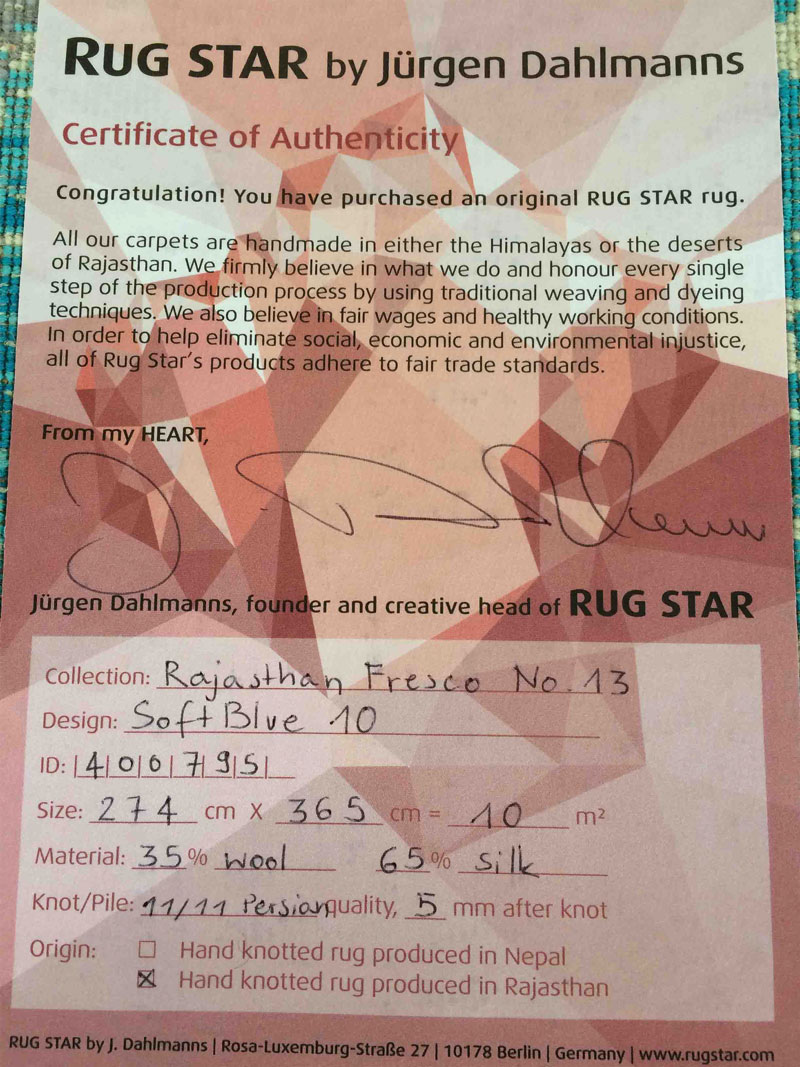 RUG STAR by Jürgen Dahlmanns
Certificate of Authenticity
Congratulation! You have purchased an original RUG STAR rug.
All our carpets are handmade in either the Himalayas or the deserts
of Rajasthan. We firmly believe in what we do and honour every single
step of the production process by using traditional weaving and dyeing
techniques. We also believe in fair wages and healthy working conditions.
In order to help eliminate social, economic and environmental injustice,
all of Rug Star's products adhere to fair trade standards.
From my HEART,
Jürgen Dahlmanns, founder and creative head of RUG STAR
Collection: Rajasthan Fresco No. 13
Design: Soft Blue 10
ID: |4|0|0|7|9|5|
Size: 274 cm X 365 cm = 10 m²
Material: 35% wool 65% silk
Knot/Pile: 11/11 Persian quality, 5 mm after knot
Origin: ☐ Hand knotted rug produced in Nepal
☒ Hand knotted rug produced in Rajasthan
RUG STAR by J. Dahlmanns | Rosa-Luxemburg-Straße 27 | 10178 Berlin | Germany | www.rugstar.com